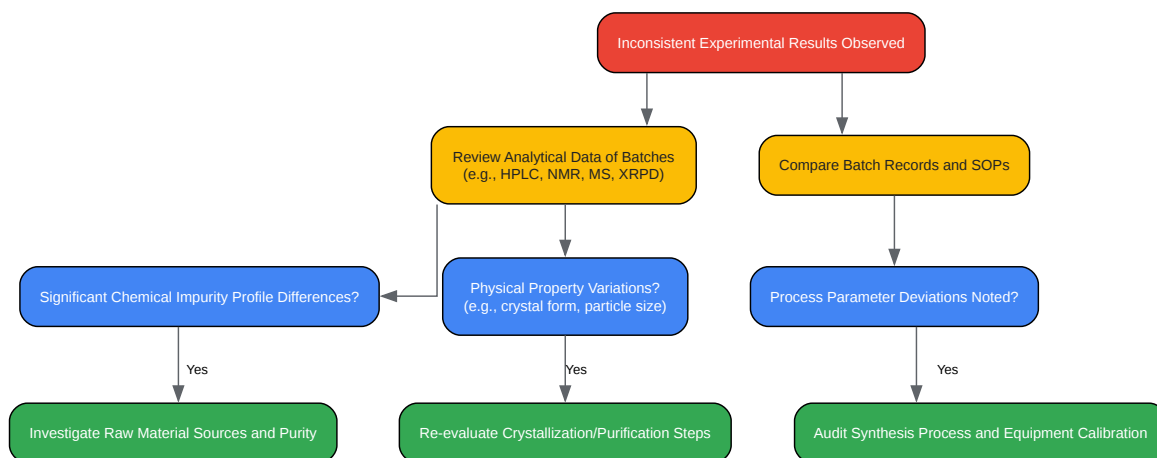 Inconsistent Experimental Results Observed
Review Analytical Data of Batches
(e.g., HPLC, NMR, MS, XRPD)
Compare Batch Records and SOPs
Significant Chemical Impurity Profile Differences?
Physical Property Variations?
(e.g., crystal form, particle size)
Process Parameter Deviations Noted?
Yes
Yes
Yes
Investigate Raw Material Sources and Purity
Re-evaluate Crystallization/Purification Steps
Audit Synthesis Process and Equipment Calibration